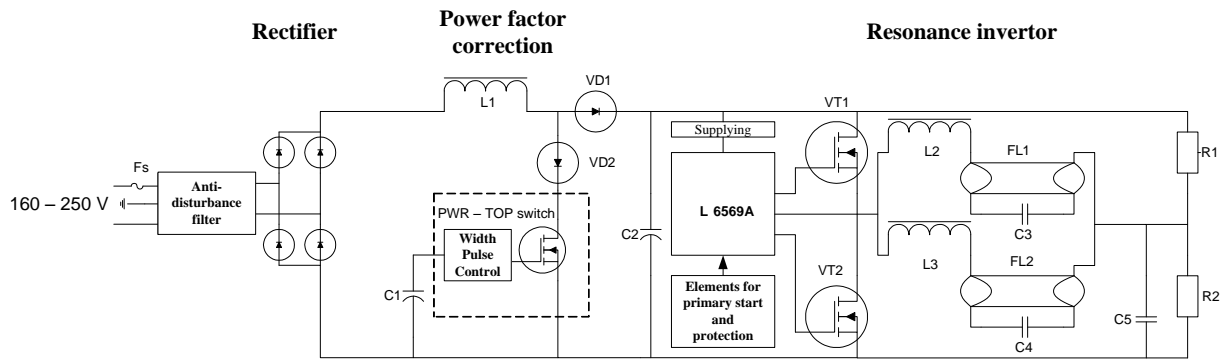 Rectifier
Power factor
correction
Resonance invertor
VD1
L1
VT1
Supplying
L2
FL1
R1
Fs
VD2
160 – 250 V
Anti-
disturbance
filter
PWR – TOP switch
L 6569A
C3
Width
Pulse
Control
C2
L3
FL2
VT2
C1
Elements for
primary start
and
protection
C5
R2
C4